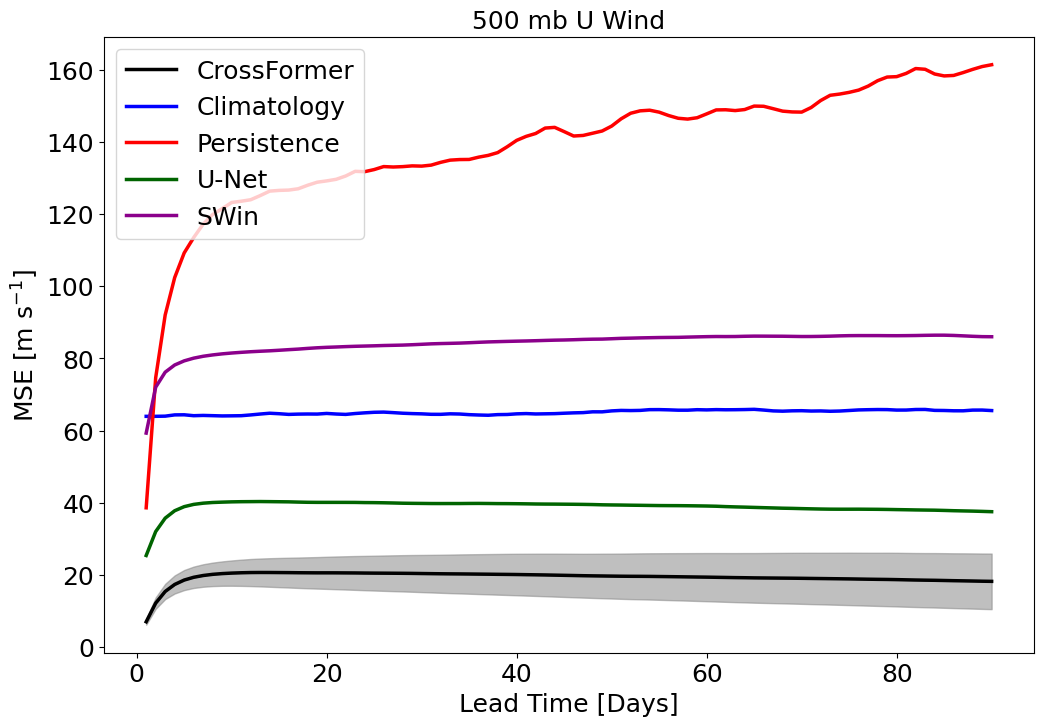 500 mb U Wind
CrossFormer
Climatology
Persistence
U-Net
SWin
MSE [m s⁻¹]
160
140
120
100
80
60
40
20
0
0 20 40 60 80
Lead Time [Days]